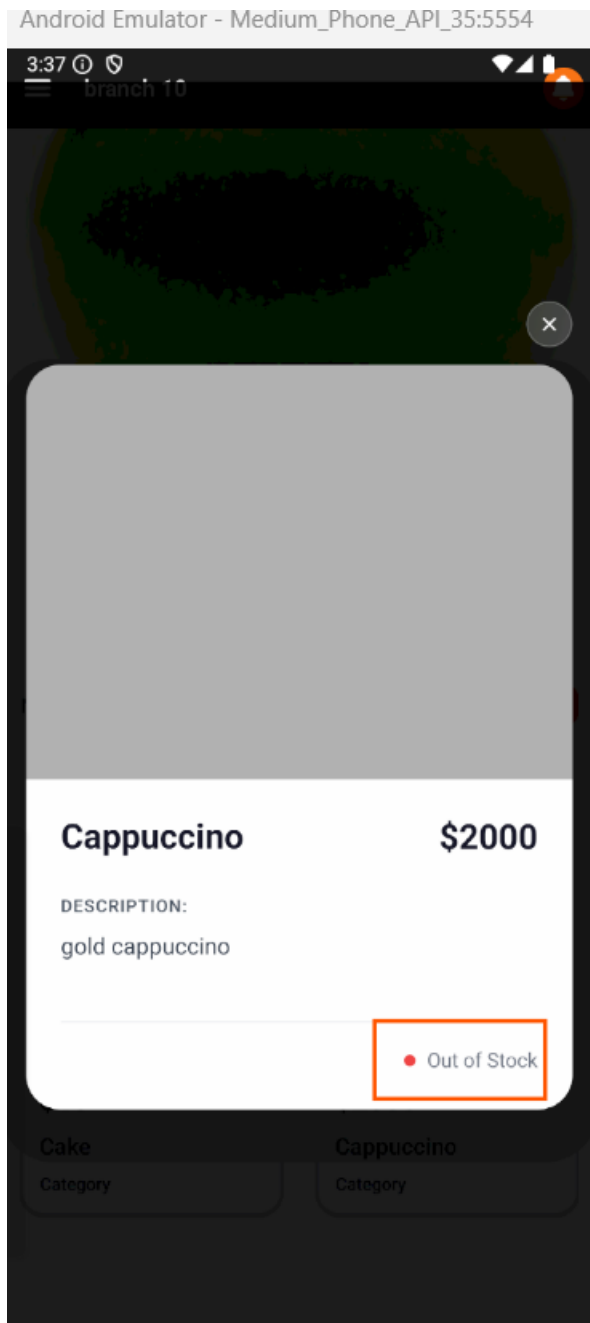 Android Emulator - Medium_Phone_API_35:5554
3:37
branch 10
Cappuccino $2000
DESCRIPTION:
gold cappuccino
Out of Stock
Cake Cappuccino
Category Category